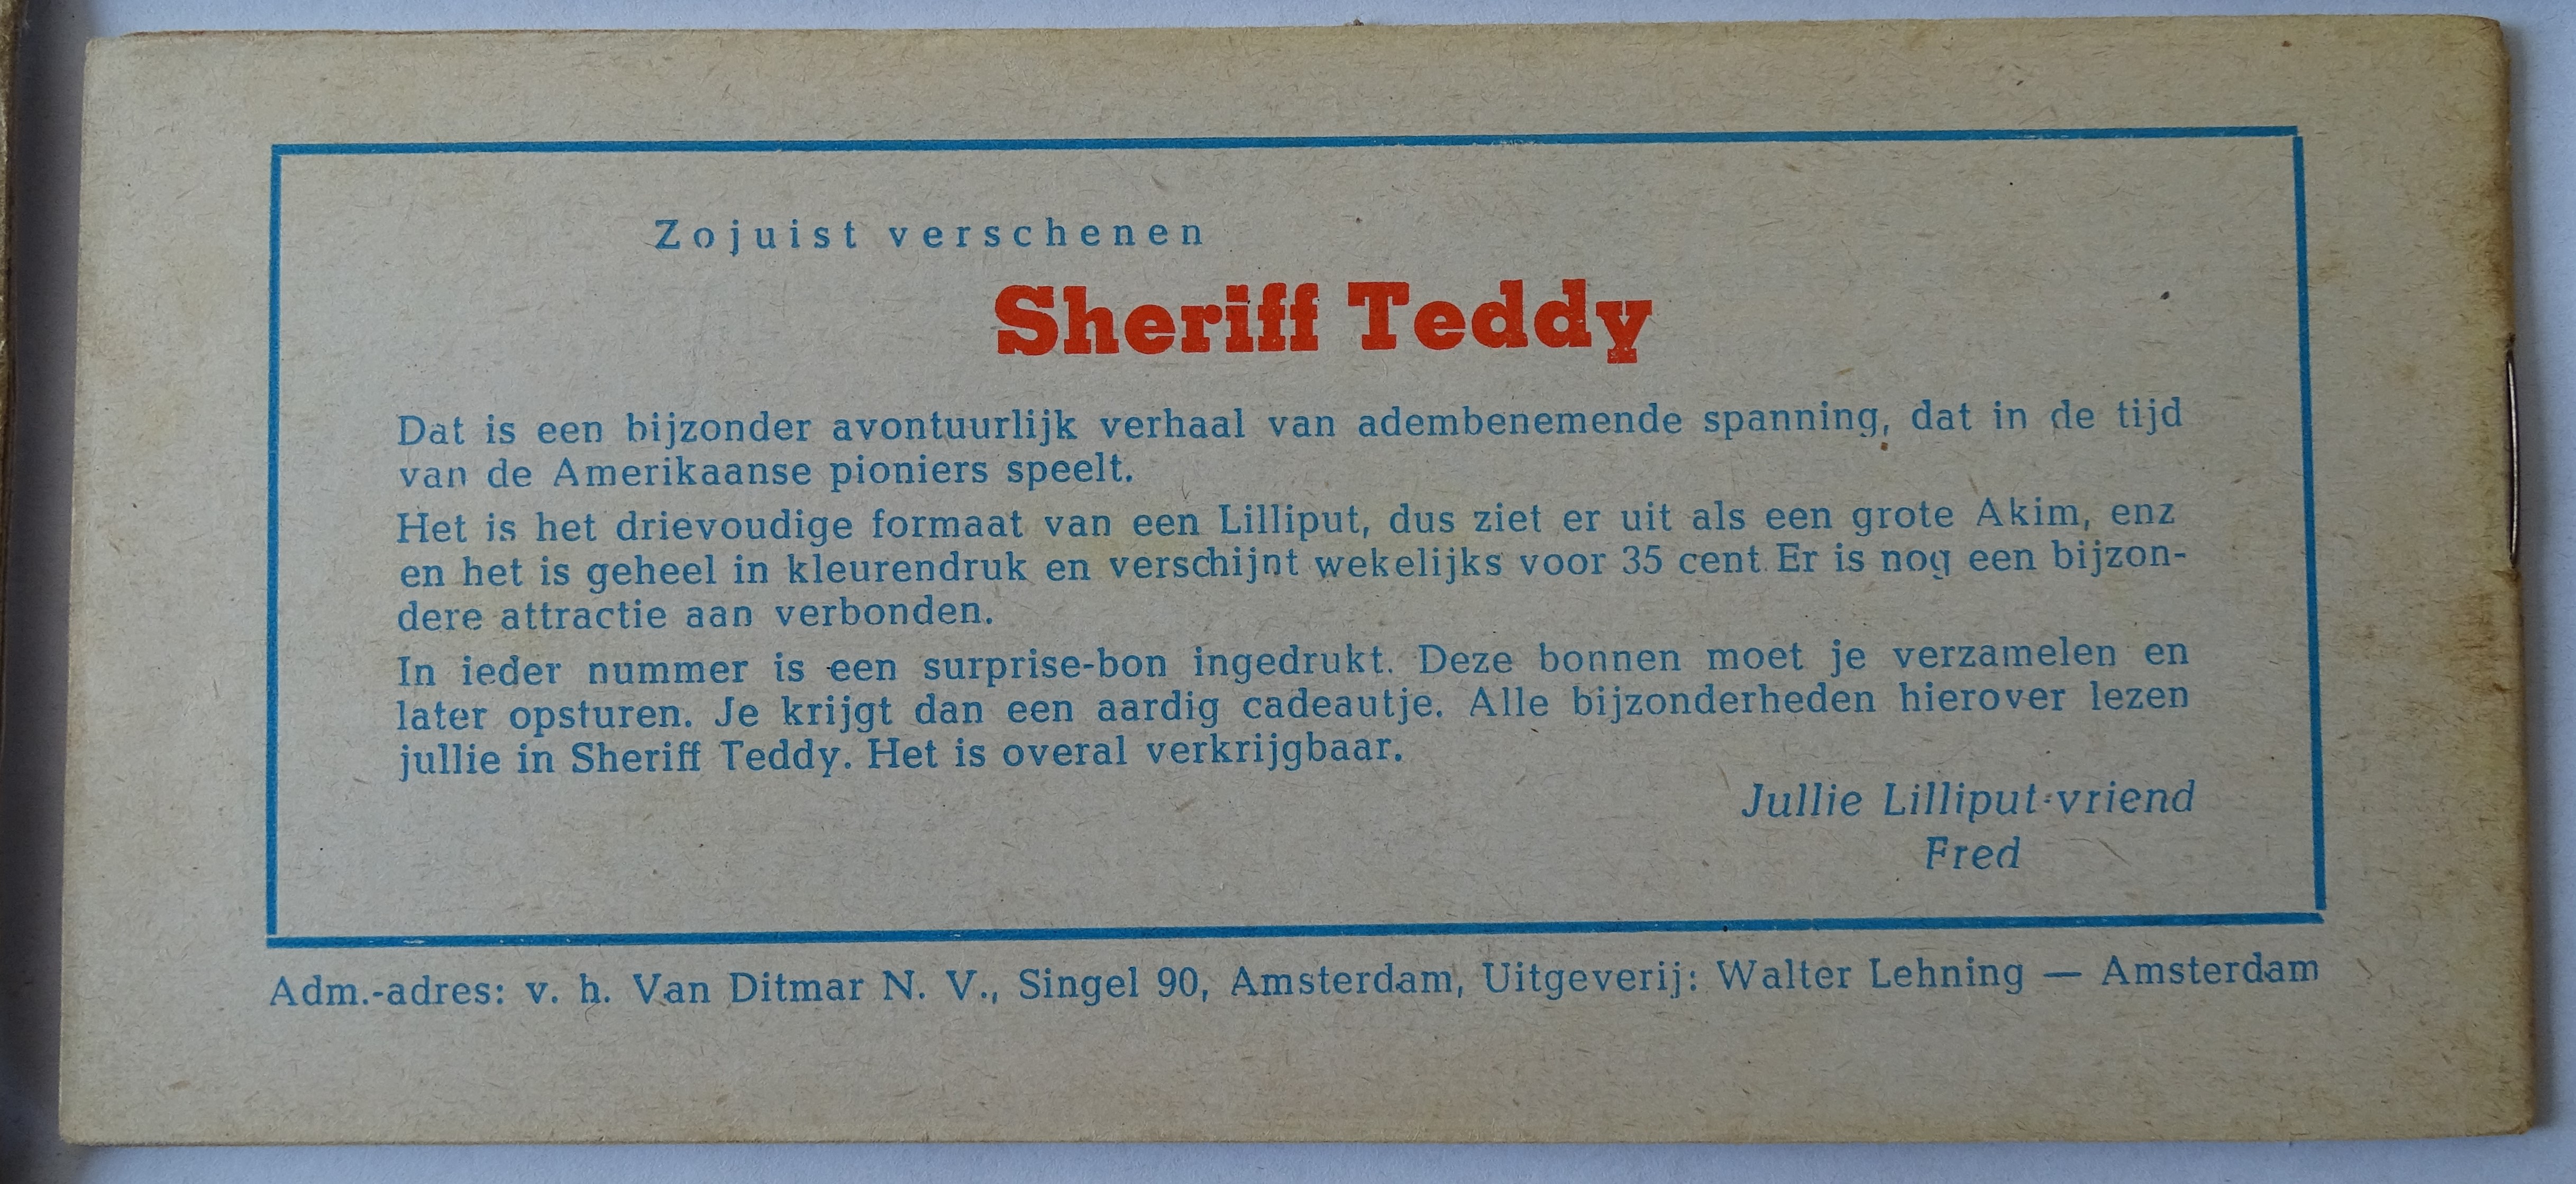 Zojuist verschenen
Sheriff Teddy
Dat is een bijzonder avontuurlijk verhaal van adembenemende spanning, dat in de tijd
van de Amerikaanse pioniers speelt.
Het is het drievoudige formaat van een Lilliput, dus ziet er uit als een grote Akim, enz
en het is geheel in kleurendruk en verschijnt wekelijks voor 35 cent. Er is nog een bijzon-
dere attractie aan verbonden.
In ieder nummer is een surprise-bon ingedrukt. Deze bonnen moet je verzamelen en
later opsturen. Je krijgt dan een aardig cadeautje. Alle bijzonderheden hierover lezen
jullie in Sheriff Teddy. Het is overal verkrijgbaar.
Jullie Lilliput-vriend
Fred
Adm.-adres: v. h. Van Ditmar N. V., Singel 90, Amsterdam, Uitgeverij: Walter Lehning — Amsterdam